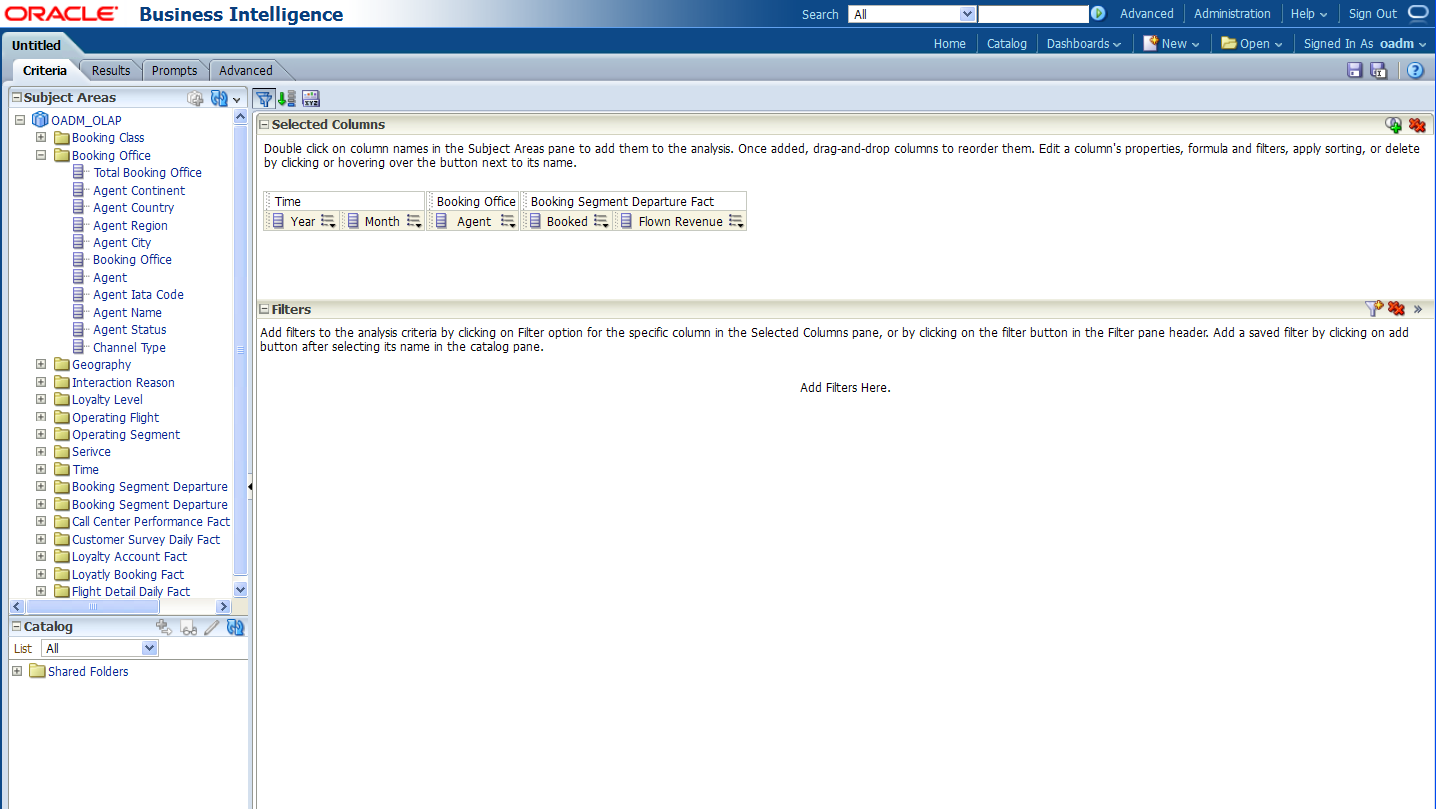 ORACLE Business Intelligence
Search All Advanced Administration Help Sign Out
Untitled
Home Catalog Dashboards New Open Signed In As oadm
Criteria Results Prompts Advanced
Subject Areas
OADM_OLAP
Booking Class
Booking Office
Total Booking Office
Agent Continent
Agent Country
Agent Region
Agent City
Booking Office
Agent
Agent Iata Code
Agent Name
Agent Status
Channel Type
Geography
Interaction Reason
Loyalty Level
Operating Flight
Operating Segment
Serivce
Time
Booking Segment Departure
Booking Segment Departure
Call Center Performance Fact
Customer Survey Daily Fact
Loyalty Account Fact
Loyatly Booking Fact
Flight Detail Daily Fact
Catalog
List All
Shared Folders
XYZ
Selected Columns
Double click on column names in the Subject Areas pane to add them to the analysis. Once added, drag-and-drop columns to reorder them. Edit a column's properties, formula and filters, apply sorting, or delete
by clicking or hovering over the button next to its name.
Time Booking Office Booking Segment Departure Fact
Year Month Agent Booked Flown Revenue
Filters
Add filters to the analysis criteria by clicking on Filter option for the specific column in the Selected Columns pane, or by clicking on the filter button in the Filter pane header. Add a saved filter by clicking on add
button after selecting its name in the catalog pane.
Add Filters Here.